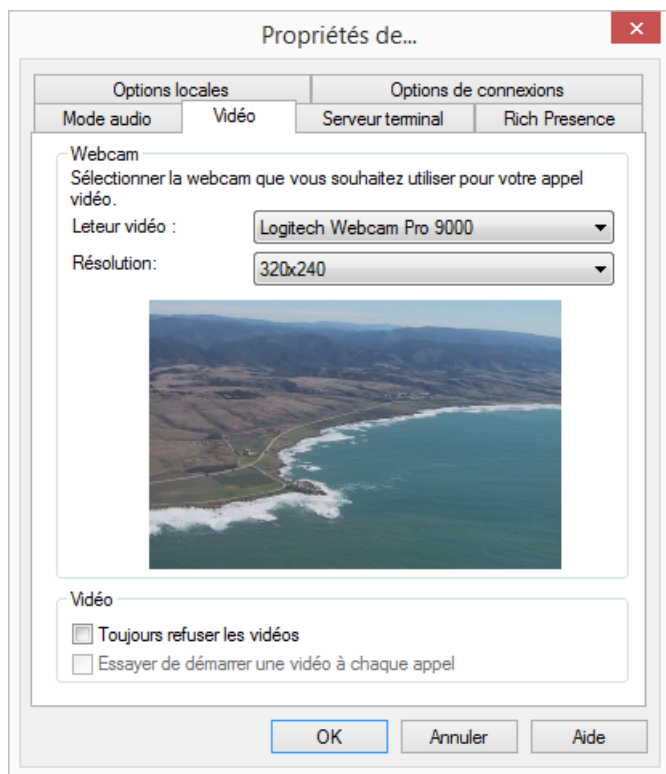 Propriétés de...
Options locales
Options de connexions
Mode audio
Vidéo
Serveur terminal
Rich Presence
Webcam
Sélectionner la webcam que vous souhaitez utiliser pour votre appel
vidéo.
Leteur vidéo :
Logitech Webcam Pro 9000
Résolution:
320x240
Vidéo
Toujours refuser les vidéos
Essayer de démarrer une vidéo à chaque appel
OK
Annuler
Aide